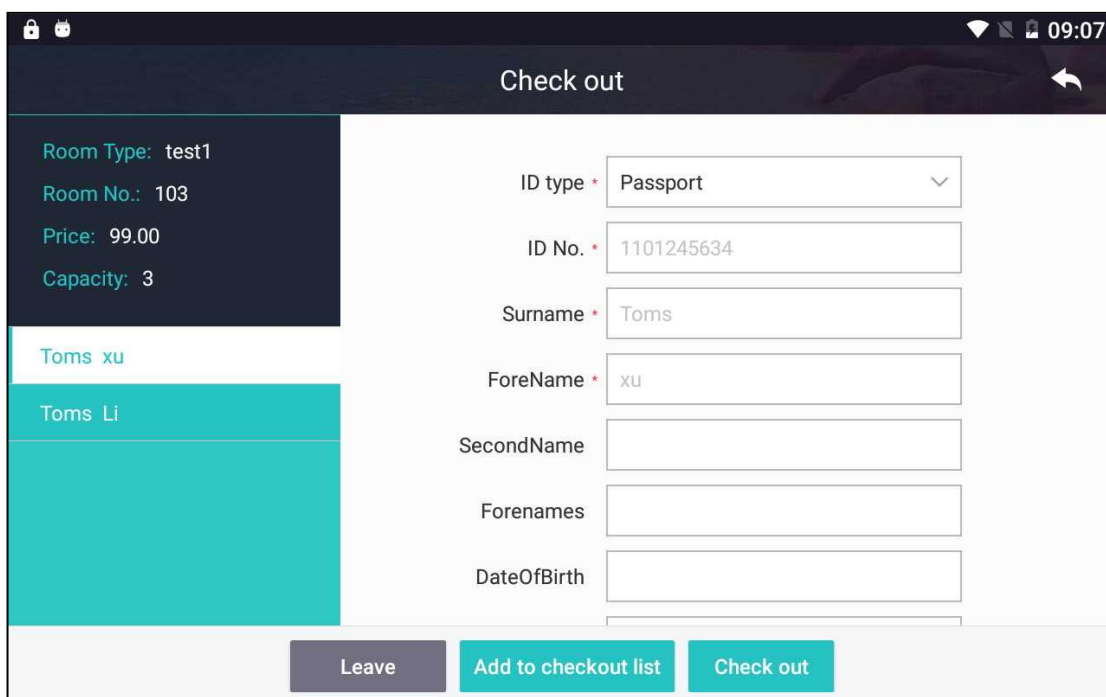 09:07
Check out
Room Type: test1
Room No.: 103
Price: 99.00
Capacity: 3
Toms xu
Toms Li
ID type * Passport
ID No. * 1101245634
Surname * Toms
ForeName * xu
SecondName
Forenames
DateOfBirth
Leave
Add to checkout list
Check out